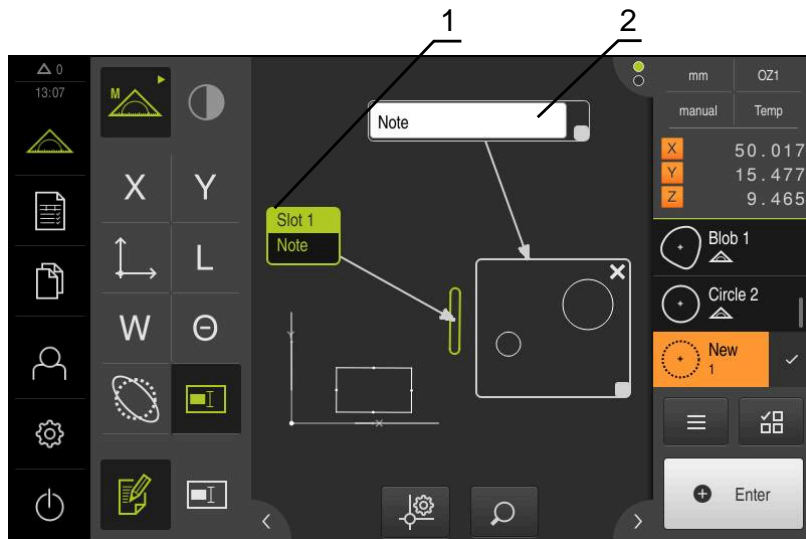 1
2
0
13:07
M
X
Y
L
W
Θ
Note
Slot 1
Note
Y
X
mm
OZ1
manual
Temp
X 50.017
Y 15.477
Z 9.465
Blob 1
Circle 2
New
1
Enter